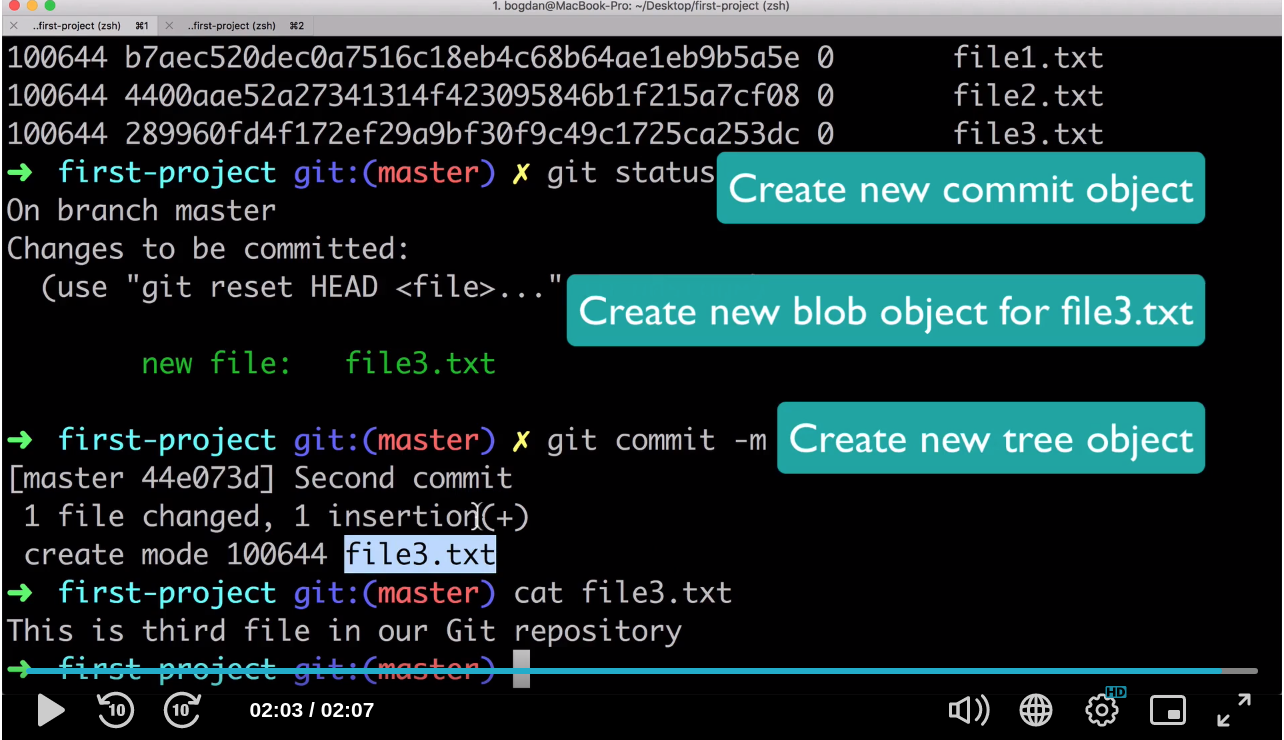 1. bogdan@MacBook-Pro: ~/Desktop/first-project (zsh)
..first-project (zsh) ⌘1 ..first-project (zsh) ⌘2
100644 b7aec520dec0a7516c18eb4c68b64ae1eb9b5a5e 0 file1.txt
100644 4400aae52a27341314f423095846b1f215a7cf08 0 file2.txt
100644 289960fd4f172ef29a9bf30f9c49c1725ca253dc 0 file3.txt
➜ first-project git:(master) ✗ git status
Create new commit object
On branch master
Changes to be committed:
(use "git reset HEAD <file>..."
Create new blob object for file3.txt
new file: file3.txt
➜ first-project git:(master) ✗ git commit -m
Create new tree object
[master 44e073d] Second commit
1 file changed, 1 insertion(+)
create mode 100644 file3.txt
➜ first-project git:(master) cat file3.txt
This is third file in our Git repository
➜ first-project git:(master)
10 10 02:03 / 02:07 HD